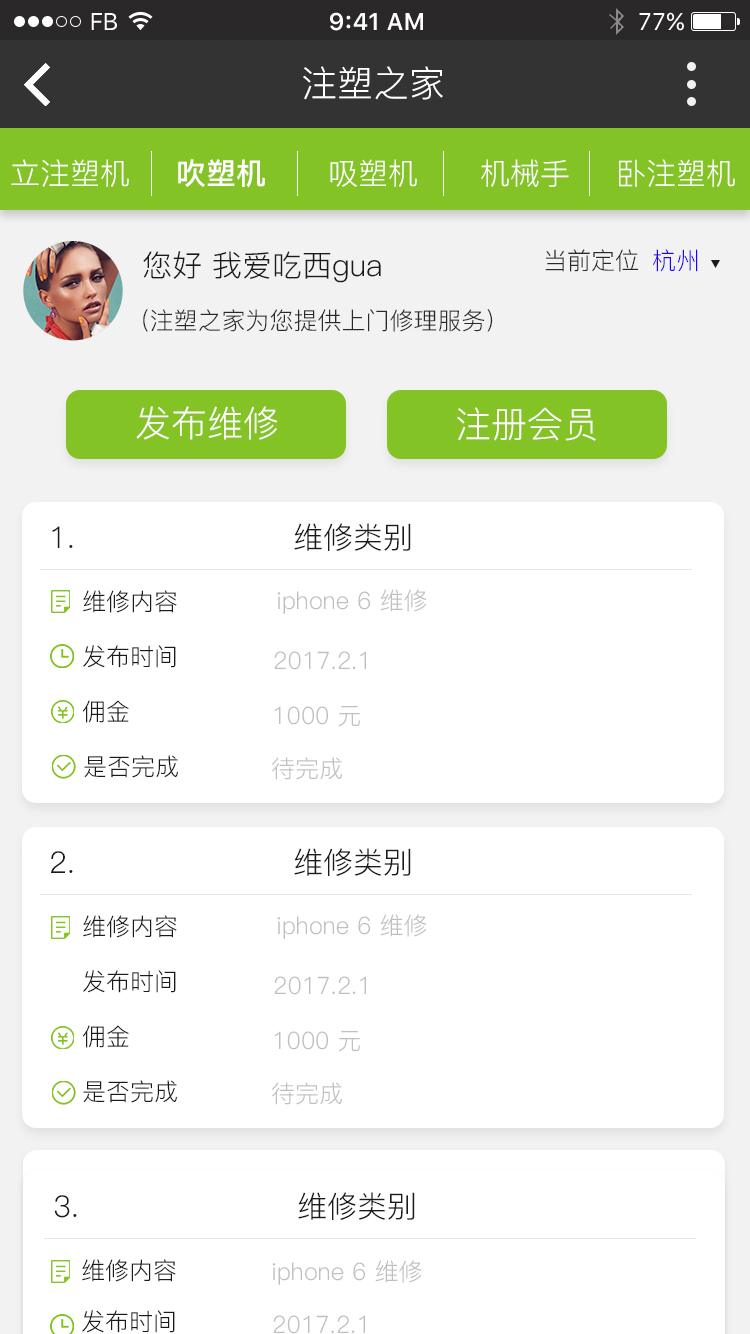 FB 9:41 AM 77%
注塑之家
立注塑机 吹塑机 吸塑机 机械手 卧注塑机
您好 我爱吃西gua 当前定位 杭州
(注塑之家为您提供上门修理服务)
发布维修 注册会员
1. 维修类别
维修内容 iphone 6 维修
发布时间 2017.2.1
佣金 1000 元
是否完成 待完成
2. 维修类别
维修内容 iphone 6 维修
发布时间 2017.2.1
佣金 1000 元
是否完成 待完成
3. 维修类别
维修内容 iphone 6 维修
发布时间 2017.2.1